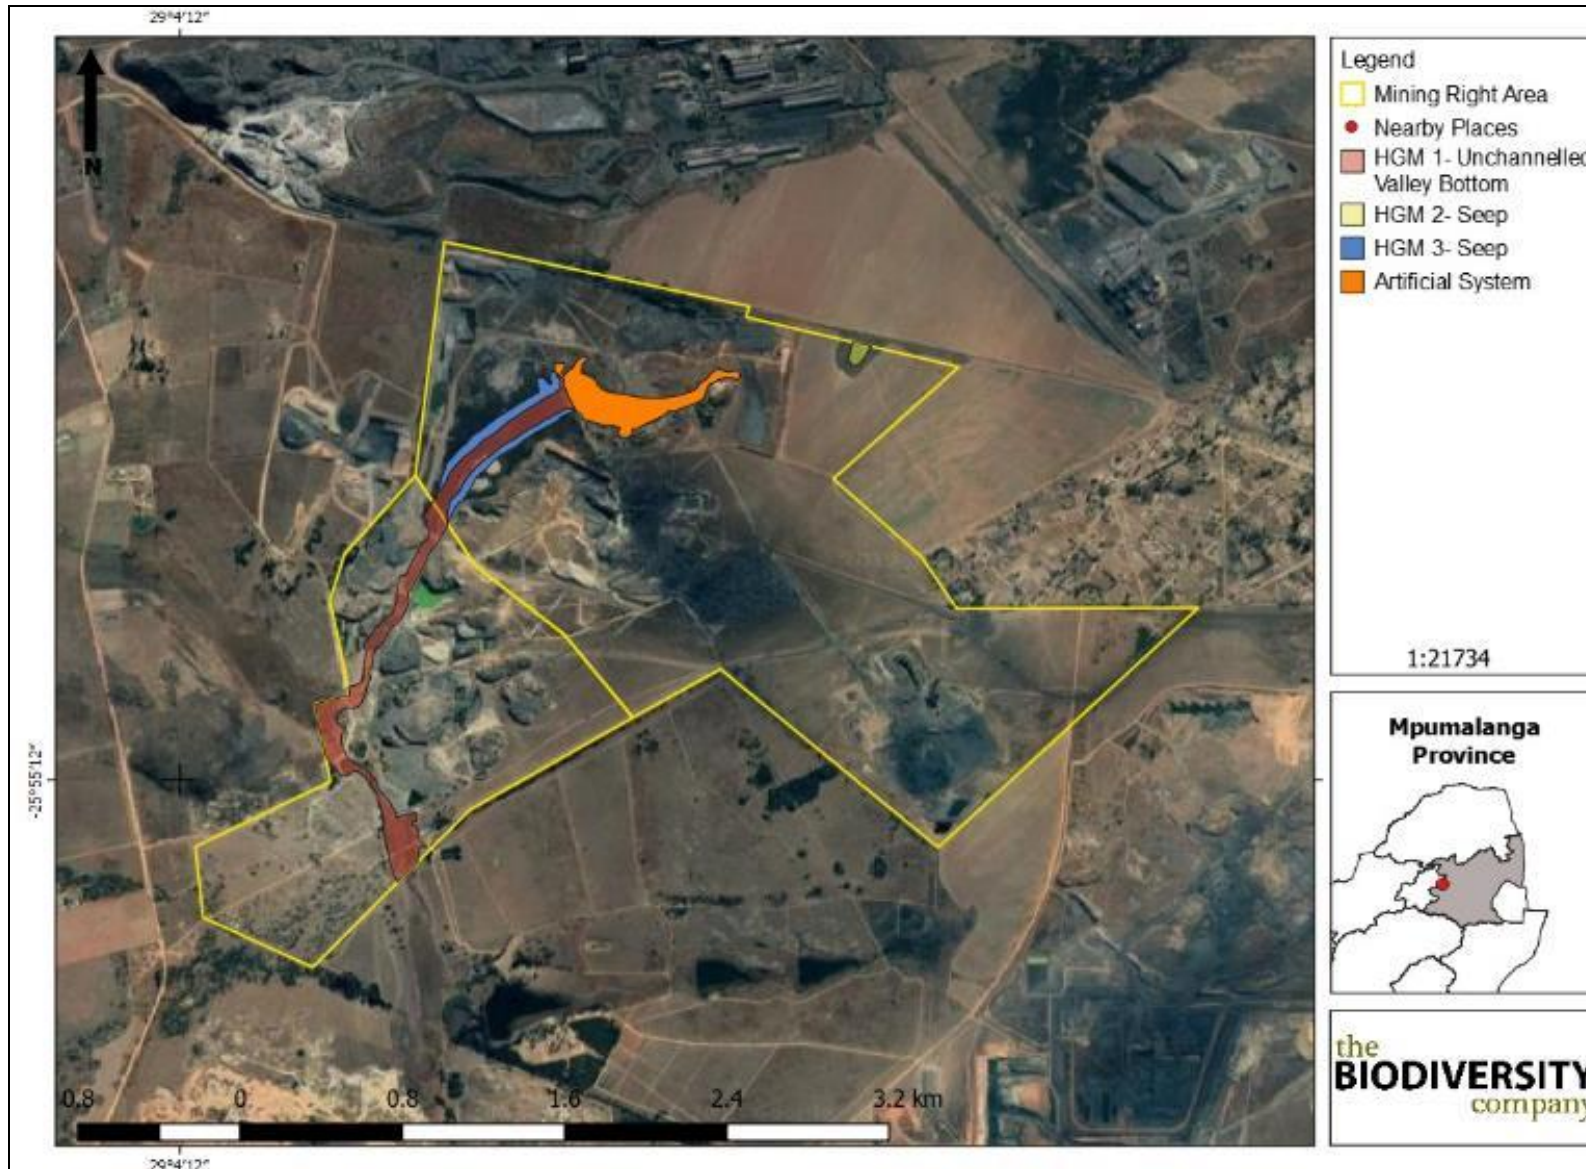 29°4'12"
N
-25°55'12"
0.8 0 0.8 1.6 2.4 3.2 km
29°4'12"
Legend
Mining Right Area
Nearby Places
HGM 1- Unchannelled
Valley Bottom
HGM 2- Seep
HGM 3- Seep
Artificial System
1:21734
Mpumalanga
Province
the
BIODIVERSITY
company